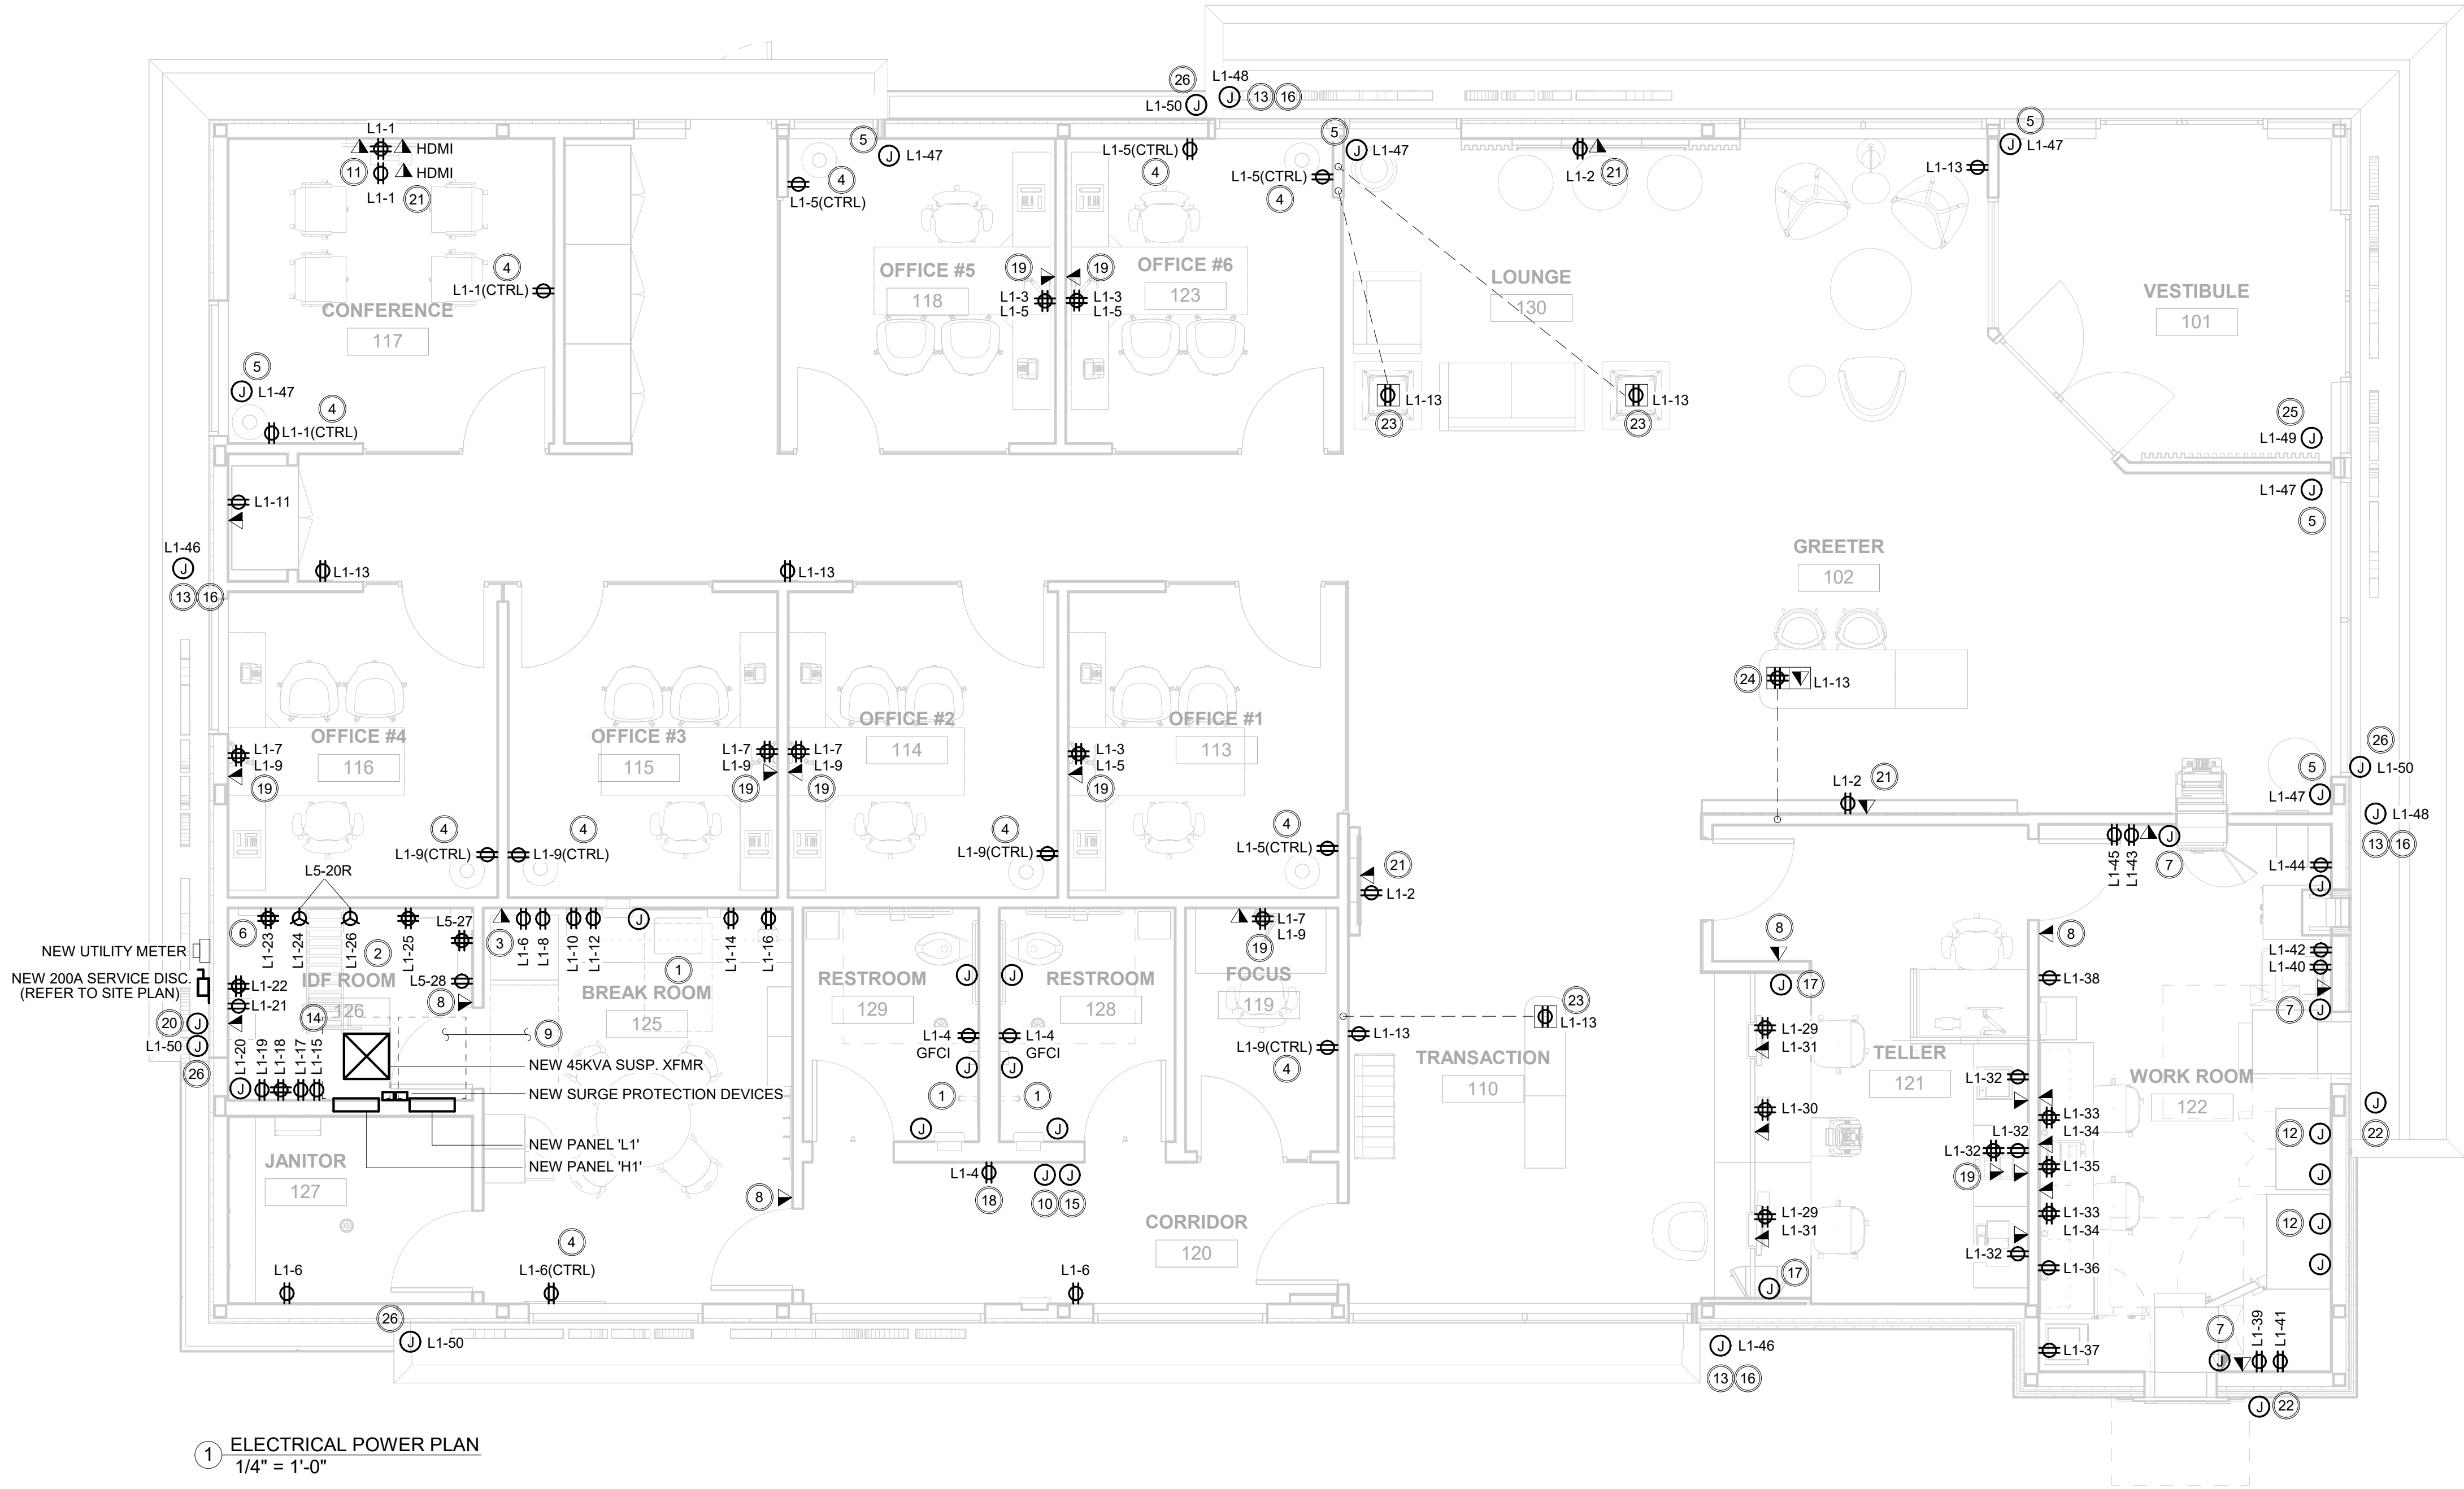 26
L1-48
L1-50 J
J 13 16
L1-1
HDMI
11
HDMI
L1-1 21
5
J L1-47
4
L1-5(CTRL)
L1-5(CTRL)
4
5
J L1-47
L1-5(CTRL)
4
L1-2 21
5
J L1-47
L1-13
4
L1-1(CTRL)
CONFERENCE
117
5
J L1-47
4
L1-1(CTRL)
OFFICE #5
118
19
L1-3
L1-5
19
L1-3
L1-5
OFFICE #6
123
LOUNGE
130
L1-13
23
L1-13
23
VESTIBULE
101
25
L1-49 J
L1-47 J
5
L1-11
L1-46
J
13 16
L1-13
L1-13
GREETER
102
24
L1-13
OFFICE #4
116
L1-7
L1-9
19
4
L1-9(CTRL)
OFFICE #3
115
L1-7
L1-9
19
4
L1-9(CTRL)
OFFICE #2
114
L1-7
L1-9
19
4
L1-9(CTRL)
OFFICE #1
113
L1-3
L1-5
19
4
L1-5(CTRL)
21
L1-2
L1-2 21
26
J L1-50
5
L1-47 J
J L1-48
13 16
L1-45
L1-43
J
7
L1-44
J
L5-20R
6
L1-23
L1-24
L1-26
2
L1-25
L5-27
L5-28
8
IDF ROOM
126
L1-22
L1-21
14
NEW UTILITY METER
NEW 200A SERVICE DISC.
(REFER TO SITE PLAN)
20 J
L1-50 J
26
L1-20
L1-19
L1-18
L1-17
L1-15
J
3
L1-6
L1-8
L1-10
L1-12
J
L1-14
L1-16
1
BREAK ROOM
125
9
NEW 45KVA SUSP. XFMR
NEW SURGE PROTECTION DEVICES
NEW PANEL 'L1'
NEW PANEL 'H1'
RESTROOM
129
J
L1-4
GFCI
J
1
J
RESTROOM
128
J
L1-4
GFCI
J
1
J
L1-7
L1-9
19
FOCUS
119
L1-9(CTRL)
4
L1-13
23
L1-13
TRANSACTION
110
8
J 17
L1-29
L1-31
L1-30
L1-29
L1-31
17
J
TELLER
121
L1-32
L1-32
L1-32
19
L1-32
8
L1-38
L1-42
L1-40
7 J
WORK ROOM
122
L1-33
L1-34
L1-35
L1-33
L1-34
L1-36
L1-37
12 J
J
12 J
J
J
22
7
J
L1-39
L1-41
J 22
JANITOR
127
L1-6
4
L1-6(CTRL)
8
L1-4
18
J J
10 15
CORRIDOR
120
L1-6
26
J L1-50
J L1-46
13 16
1 ELECTRICAL POWER PLAN
1/4" = 1'-0"